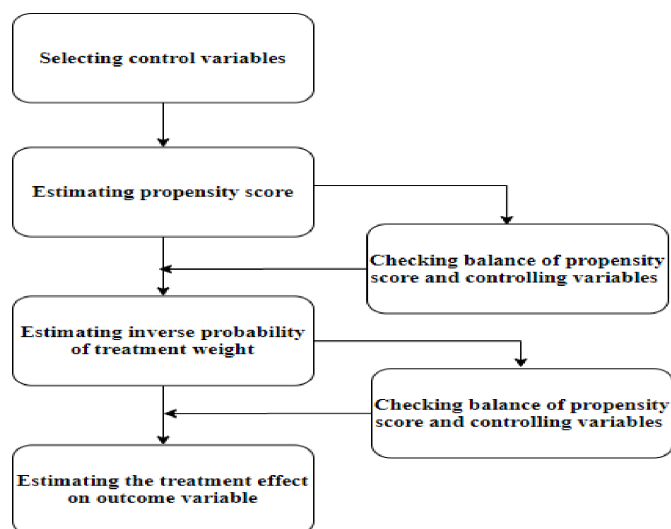 Selecting control variables
Estimating propensity score
Checking balance of propensity
score and controlling variables
Estimating inverse probability
of treatment weight
Checking balance of propensity
score and controlling variables
Estimating the treatment effect
on outcome variable